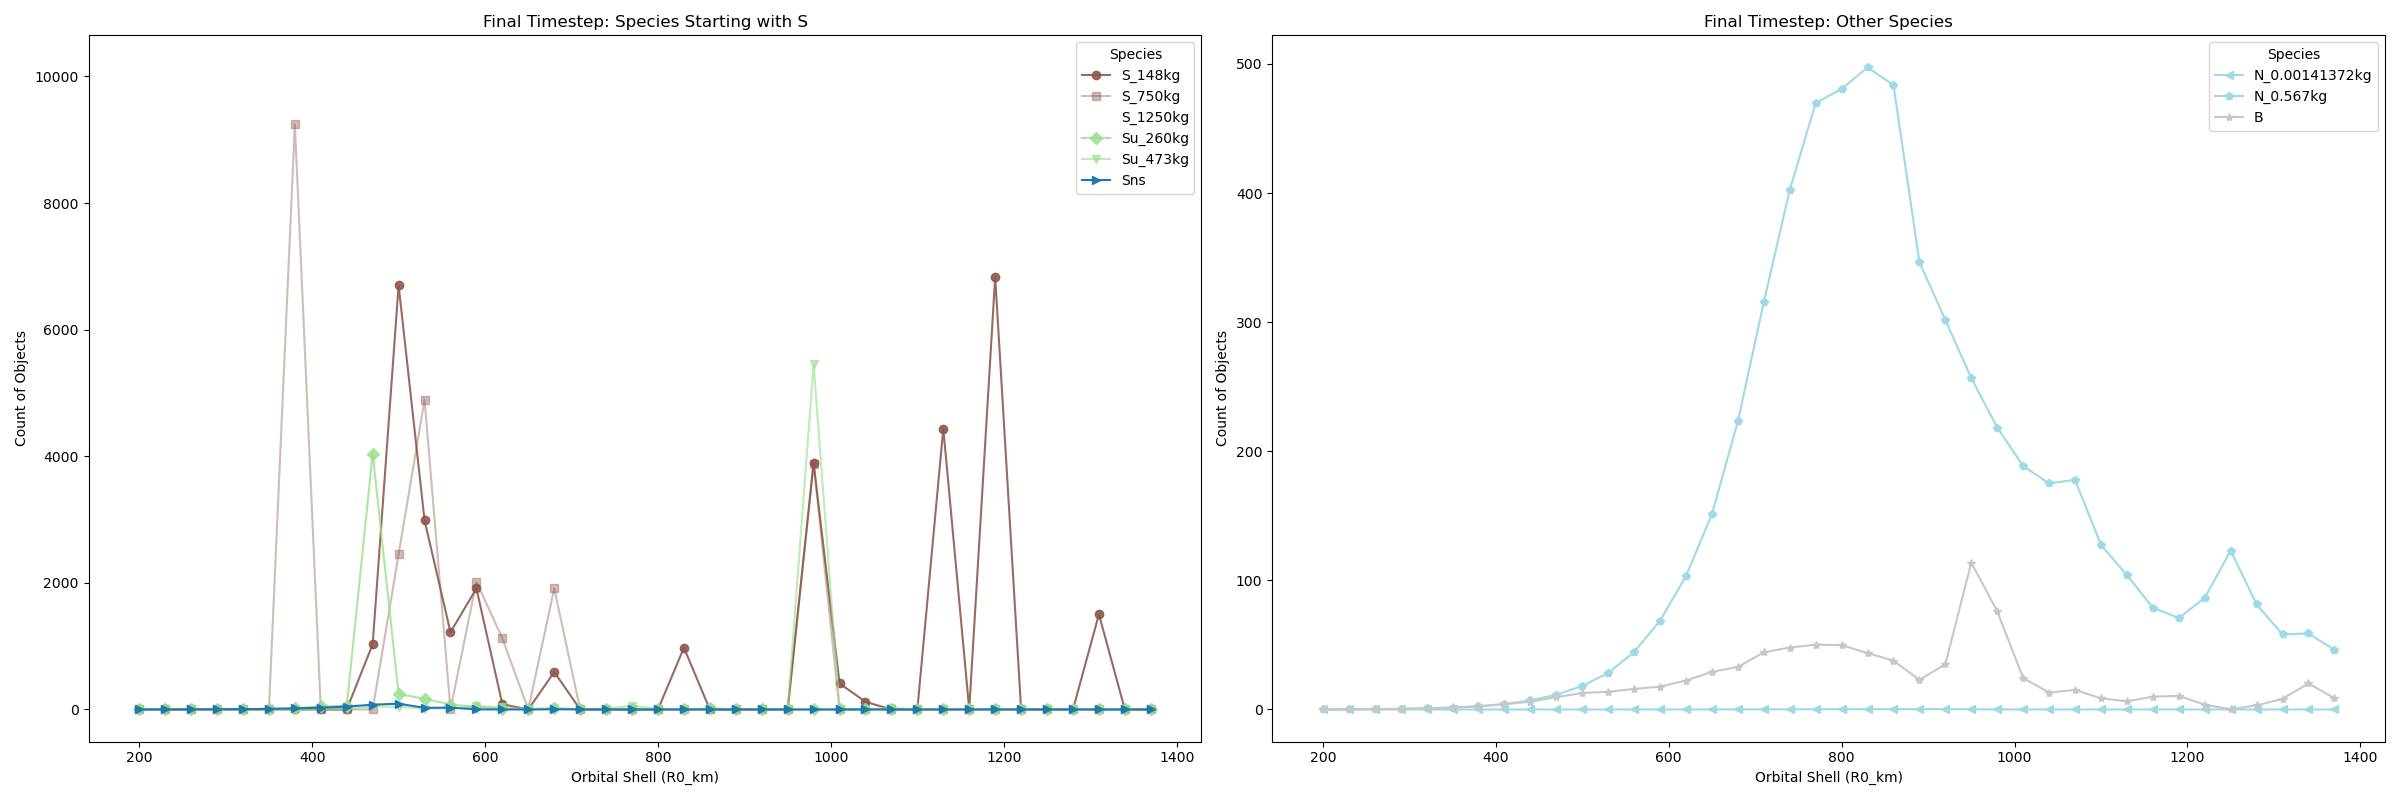 Final Timestep: Species Starting with S
Count of Objects
10000
8000
6000
4000
2000
0
200 400 600 800 1000 1200 1400
Orbital Shell (R0_km)
Species
S_148kg
S_750kg
S_1250kg
Su_260kg
Su_473kg
Sns
Final Timestep: Other Species
Count of Objects
500
400
300
200
100
0
200 400 600 800 1000 1200 1400
Orbital Shell (R0_km)
Species
N_0.00141372kg
N_0.567kg
B